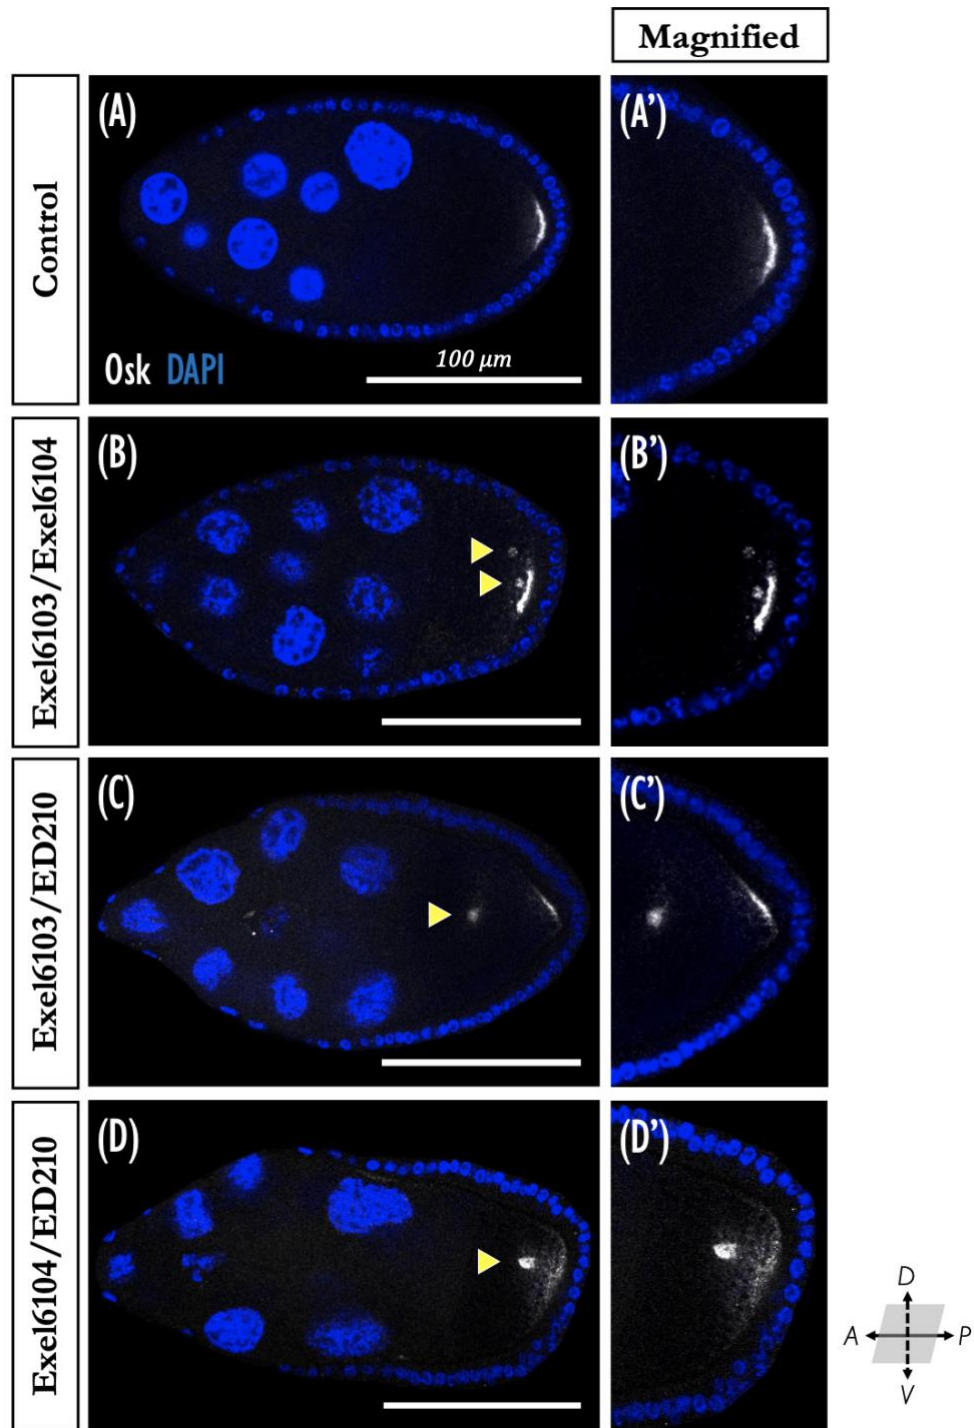 Magnified
Control
(A)
(A')
Osk DAPI
100 μm
Exel6103/Exel6104
(B)
(B')
Exel6103/ED210
(C)
(C')
Exel6104/ED210
(D)
(D')
D
A P
V